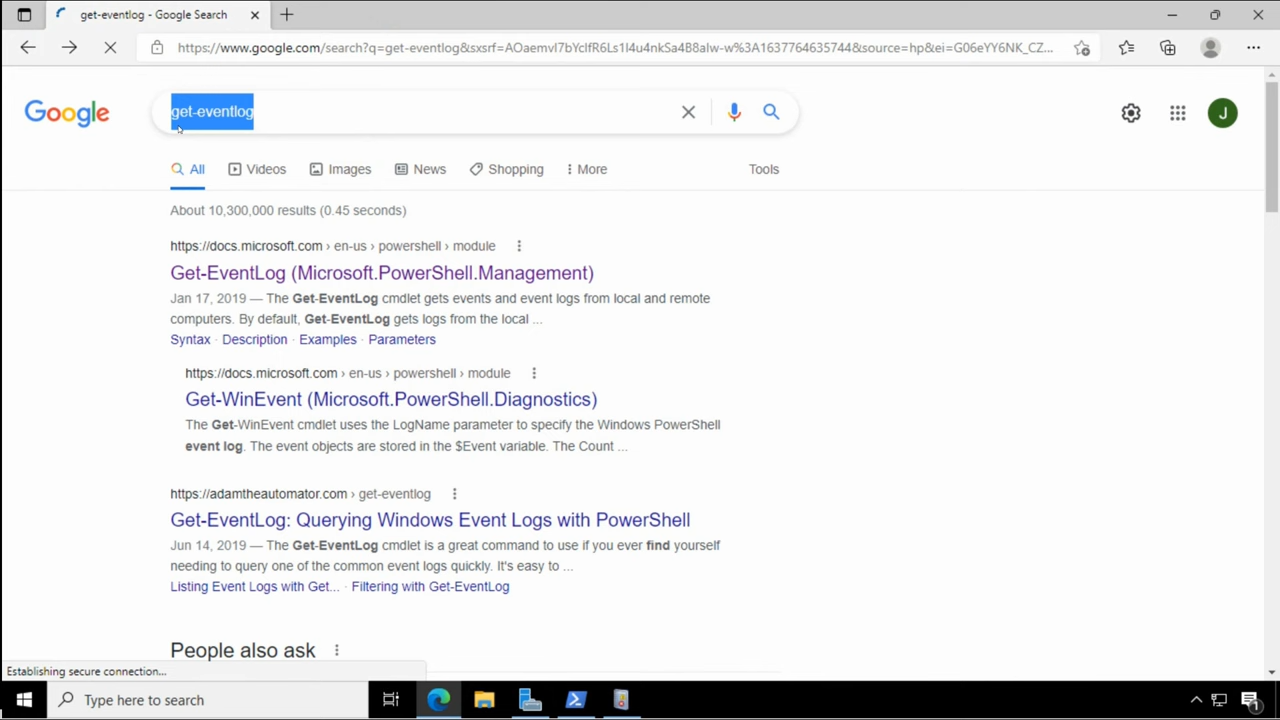 get-eventlog - Google Search
https://www.google.com/search?q=get-eventlog&sxsrf=AOaemvI7bYcIfR6Ls1I4u4nkSa4B8aIw-w%3A1637764635744&source=hp&ei=G06eYY6NK_CZ...
Google
get-eventlog
J
All
Videos
Images
News
Shopping
More
Tools
About 10,300,000 results (0.45 seconds)
https://docs.microsoft.com › en-us › powershell › module
Get-EventLog (Microsoft.PowerShell.Management)
Jan 17, 2019 — The Get-EventLog cmdlet gets events and event logs from local and remote
computers. By default, Get-EventLog gets logs from the local ...
Syntax · Description · Examples · Parameters
https://docs.microsoft.com › en-us › powershell › module
Get-WinEvent (Microsoft.PowerShell.Diagnostics)
The Get-WinEvent cmdlet uses the LogName parameter to specify the Windows PowerShell
event log. The event objects are stored in the $Event variable. The Count ...
https://adamtheautomator.com › get-eventlog
Get-EventLog: Querying Windows Event Logs with PowerShell
Jun 14, 2019 — The Get-EventLog cmdlet is a great command to use if you ever find yourself
needing to query one of the common event logs quickly. It's easy to ...
Listing Event Logs with Get... · Filtering with Get-EventLog
People also ask
Establishing secure connection...
Type here to search
1